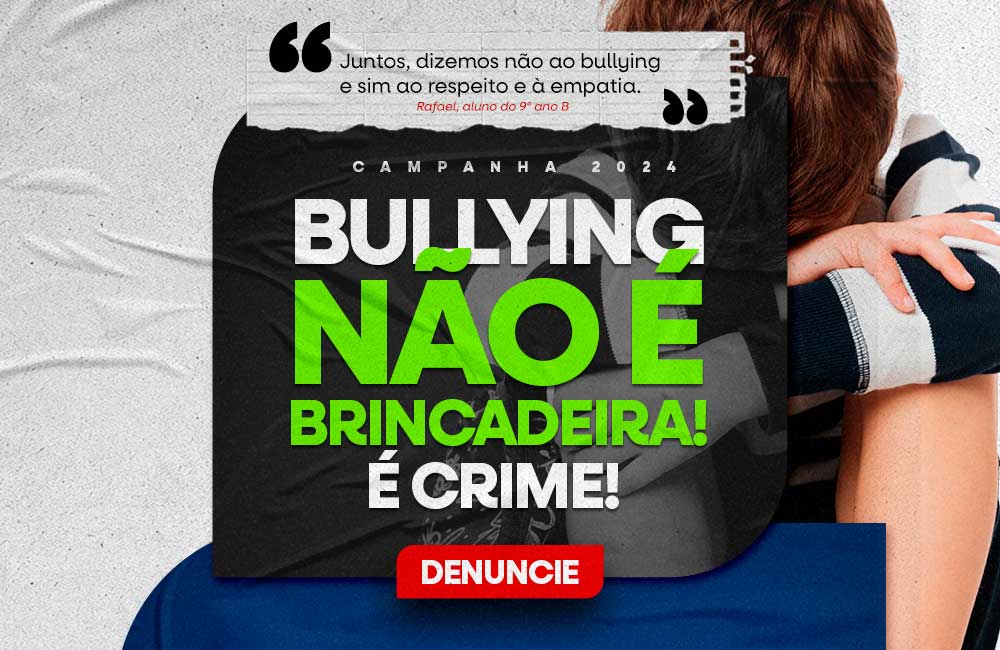 Juntos, dizemos não ao bullying
e sim ao respeito e à empatia.
Rafael, aluno do 9º ano B
CAMPANHA 2024
BULLYING
NÃO É
BRINCADEIRA!
É CRIME!
DENUNCIE